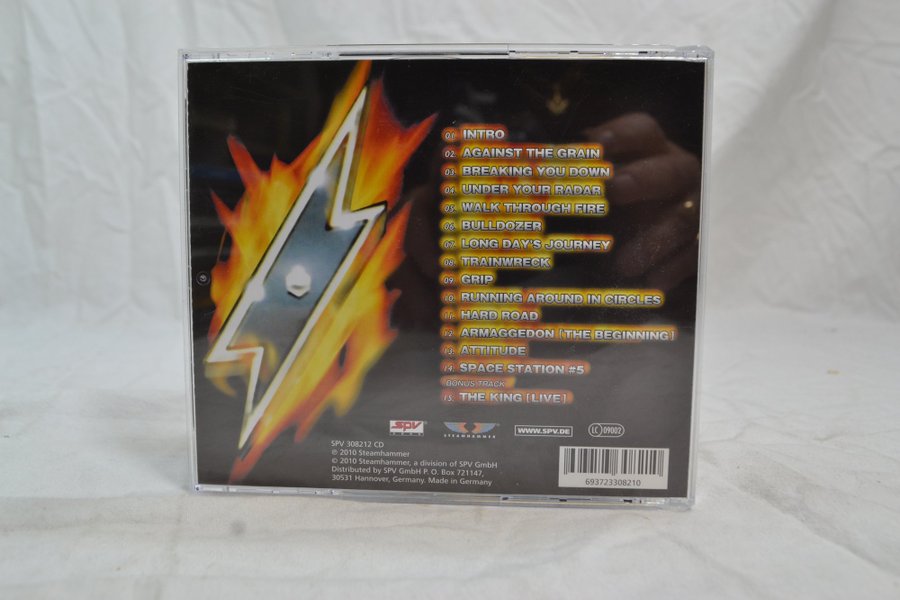 01. INTRO
02. AGAINST THE GRAIN
03. BREAKING YOU DOWN
04. UNDER YOUR RADAR
05. WALK THROUGH FIRE
06. BULLDOZER
07. LONG DAY'S JOURNEY
08. TRAINWRECK
09. GRIP
10. RUNNING AROUND IN CIRCLES
11. HARD ROAD
12. ARMAGGEDON [THE BEGINNING]
13. ATTITUDE
14. SPACE STATION #5
BONUS TRACK
15. THE KING [LIVE]
SPV
STEAMHAMMER
WWW.SPV.DE
LC 09002
SPV 308212 CD
℗ 2010 Steamhammer
© 2010 Steamhammer, a division of SPV GmbH
Distributed by SPV GmbH P. O. Box 721147,
30531 Hannover, Germany. Made in Germany
693723308210